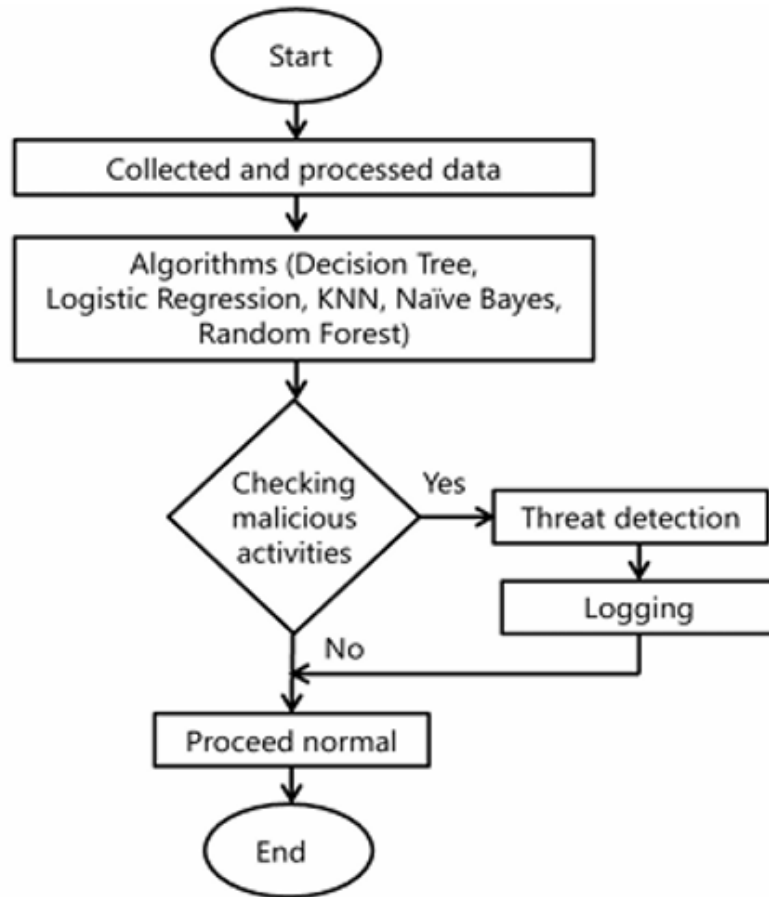 Start
Collected and processed data
Algorithms (Decision Tree,
Logistic Regression, KNN, Naïve Bayes,
Random Forest)
Checking
malicious
activities
Yes
Threat detection
Logging
No
Proceed normal
End